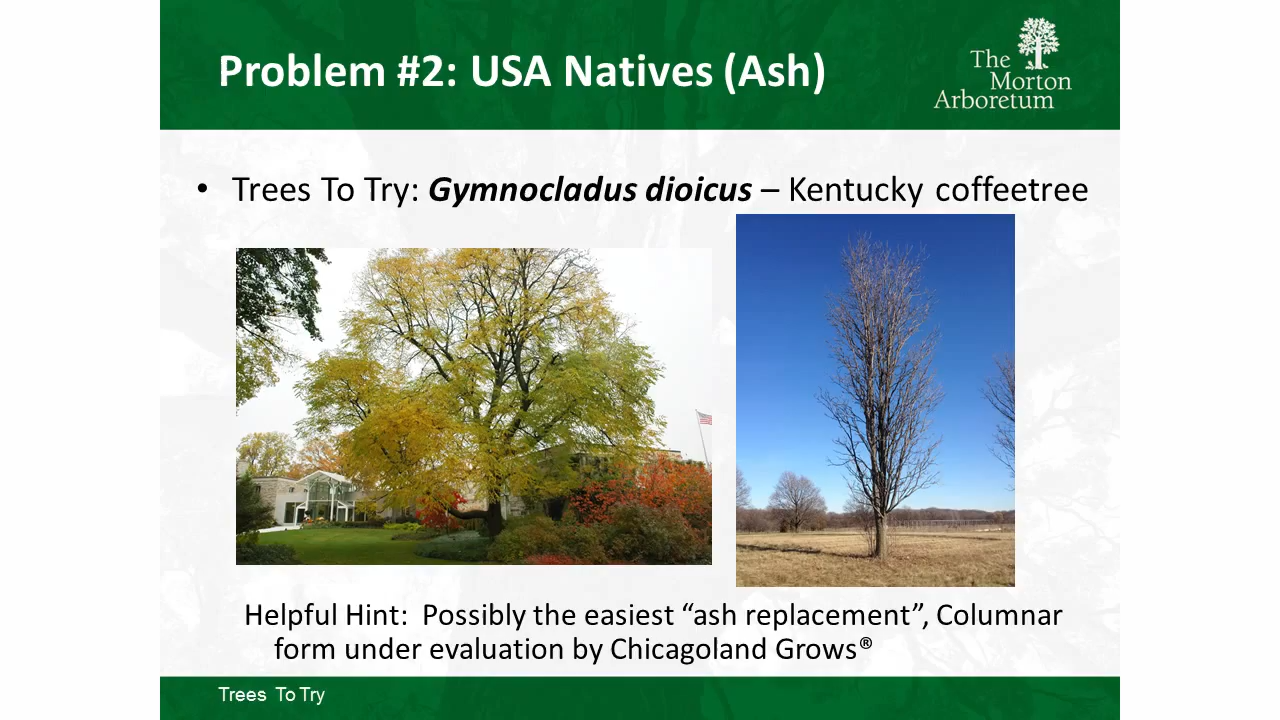 Problem #2: USA Natives (Ash)
The
Morton
Arboretum
• Trees To Try: Gymnocladus dioicus – Kentucky coffeetree
Helpful Hint:  Possibly the easiest “ash replacement”, Columnar
form under evaluation by Chicagoland Grows®
Trees To Try